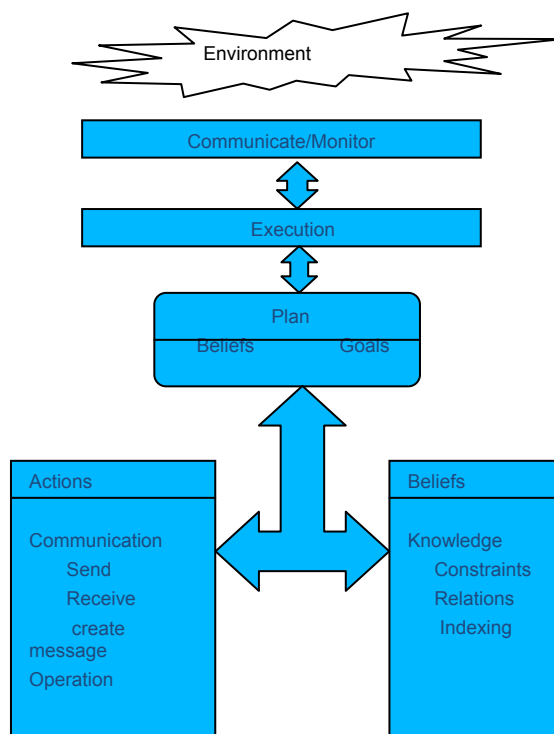 Environment
Communicate/Monitor
Execution
Plan
Beliefs Goals
Actions
Communication
Send
Receive
create
message
Operation
Beliefs
Knowledge
Constraints
Relations
Indexing